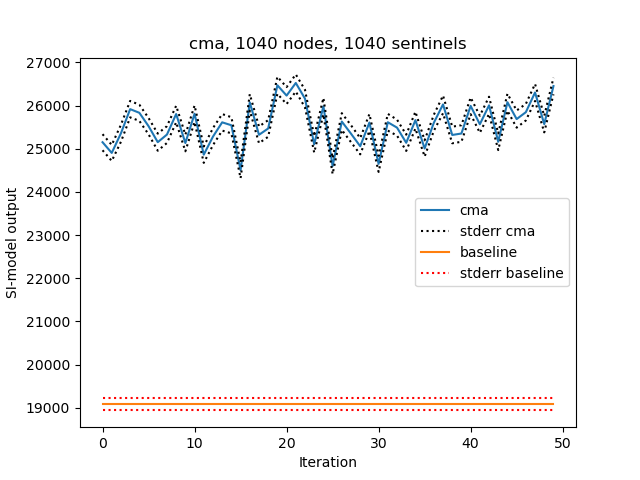 cma, 1040 nodes, 1040 sentinels
27000
26000
25000
24000
23000
22000
21000
20000
19000
SI-model output
cma
stderr cma
baseline
stderr baseline
0 10 20 30 40 50
Iteration